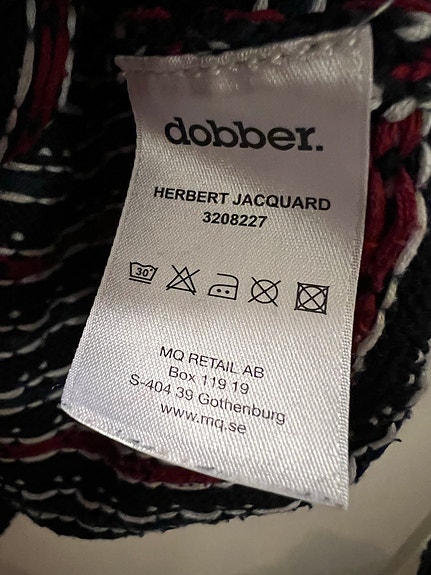 dobber.
HERBERT JACQUARD
3208227
30°
MQ RETAIL AB
Box 119 19
S-404 39 Gothenburg
www.mq.se